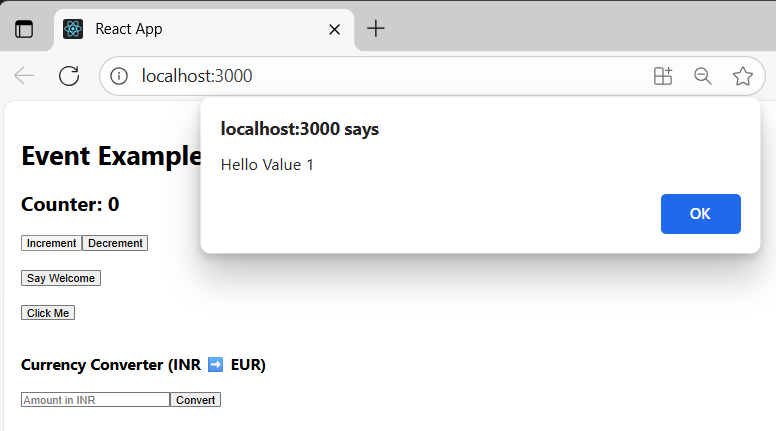 React App
localhost:3000
localhost:3000 says
Hello Value 1
OK
Event Example
Counter: 0
Increment Decrement
Say Welcome
Click Me
Currency Converter (INR ➡️ EUR)
Amount in INR Convert